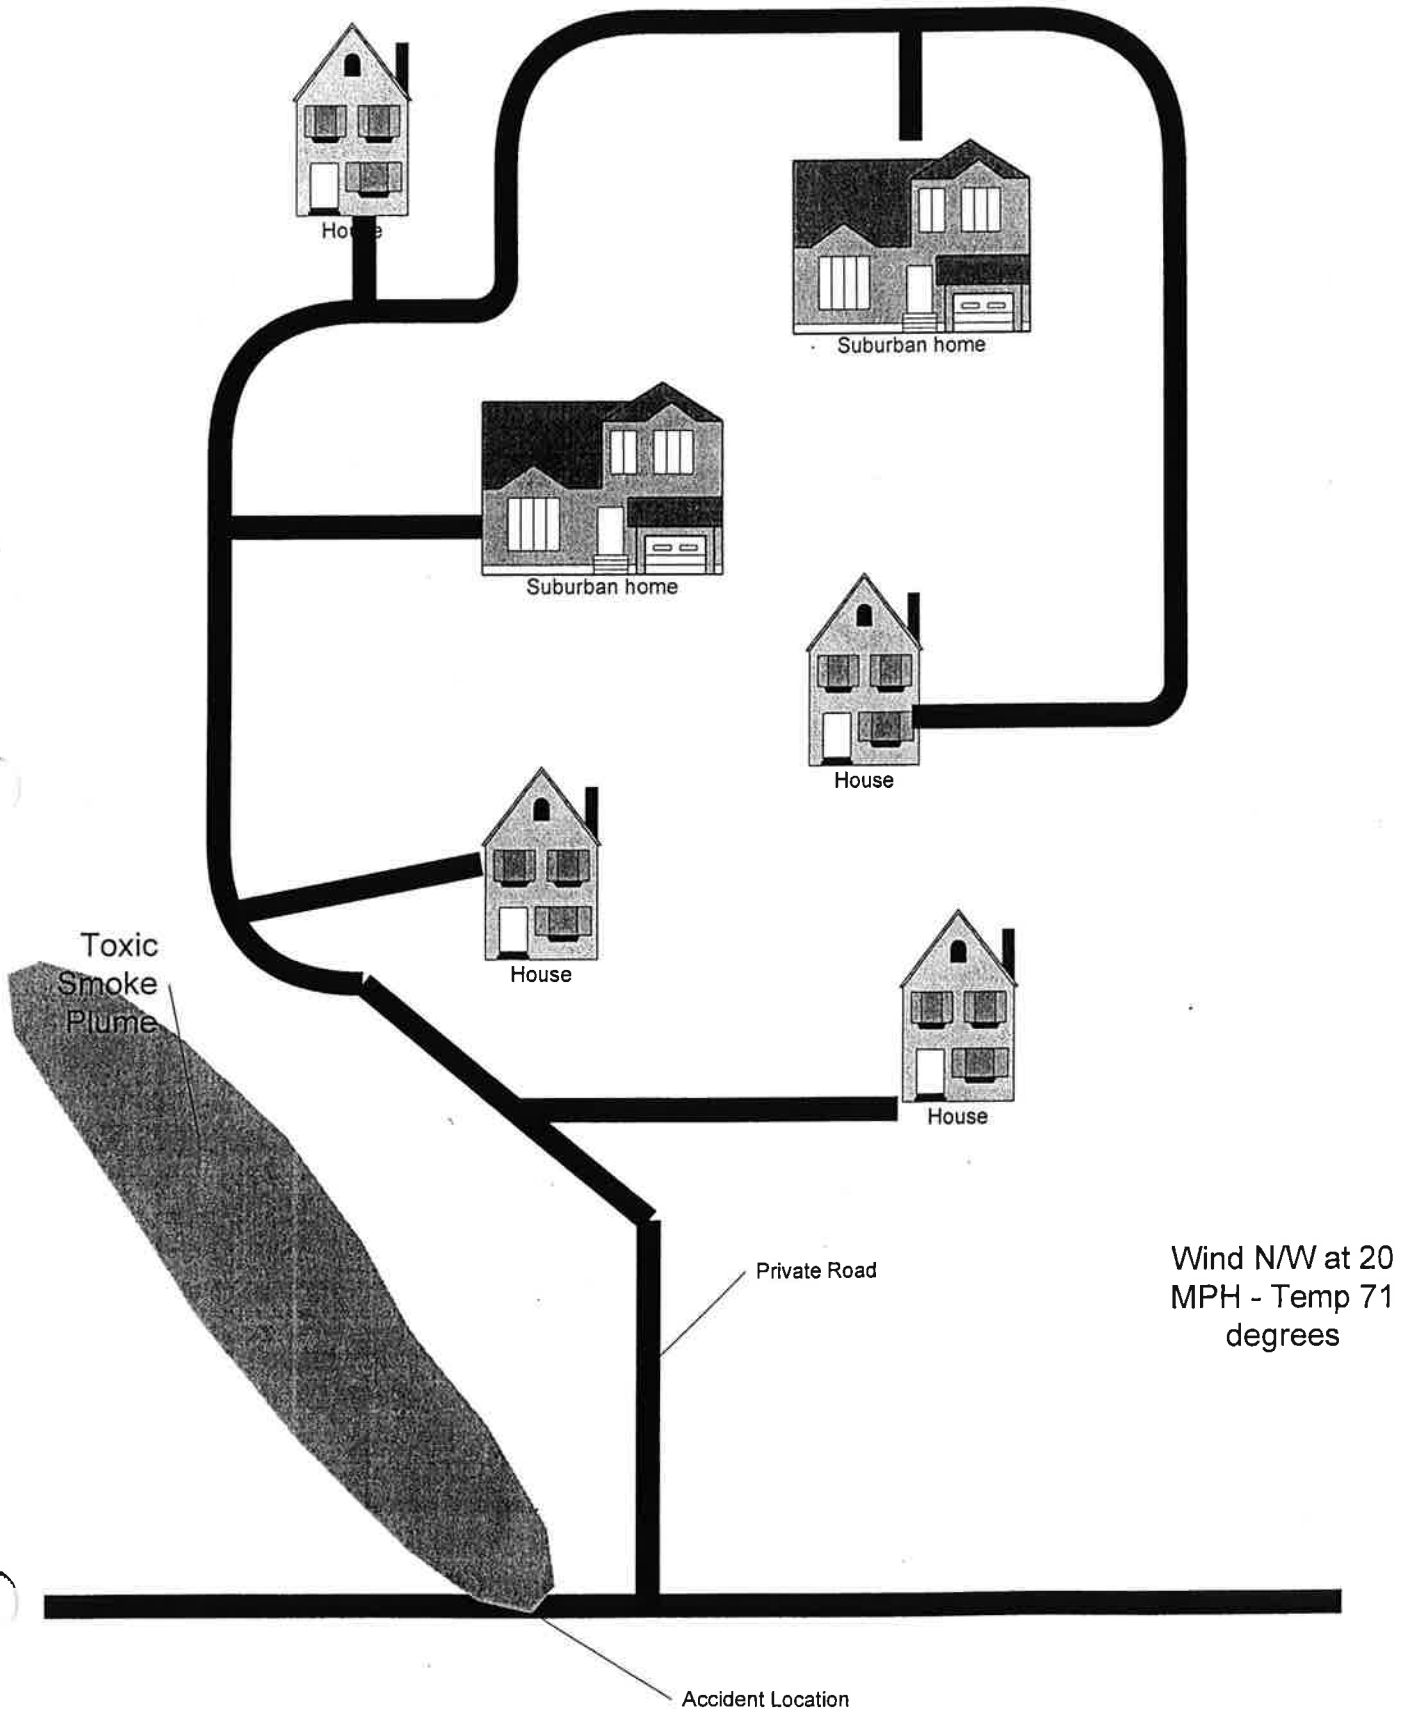 House
Suburban home
Suburban home
House
House
Toxic
Smoke
Plume
House
Private Road
Wind N/W at 20
MPH - Temp 71
degrees
Accident Location